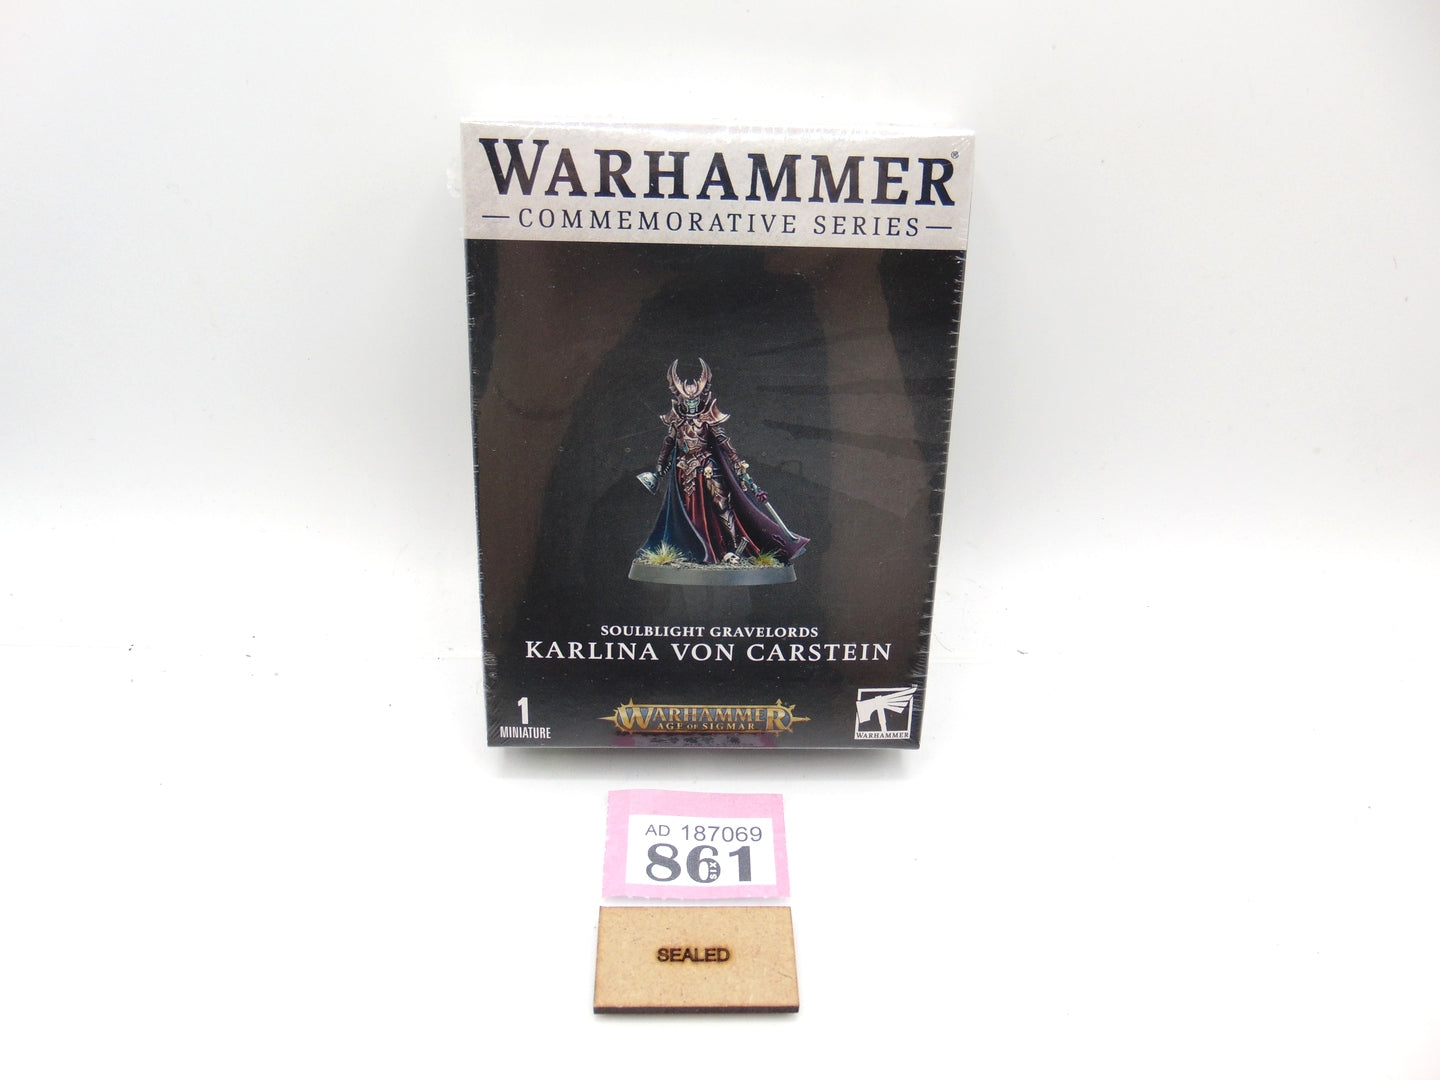 WARHAMMER®
— COMMEMORATIVE SERIES —
SOULBLIGHT GRAVELORDS
KARLINA VON CARSTEIN
1
MINIATURE
WARHAMMER
AGE OF SIGMAR
WARHAMMER
AD 187069
861
SIX
SEALED